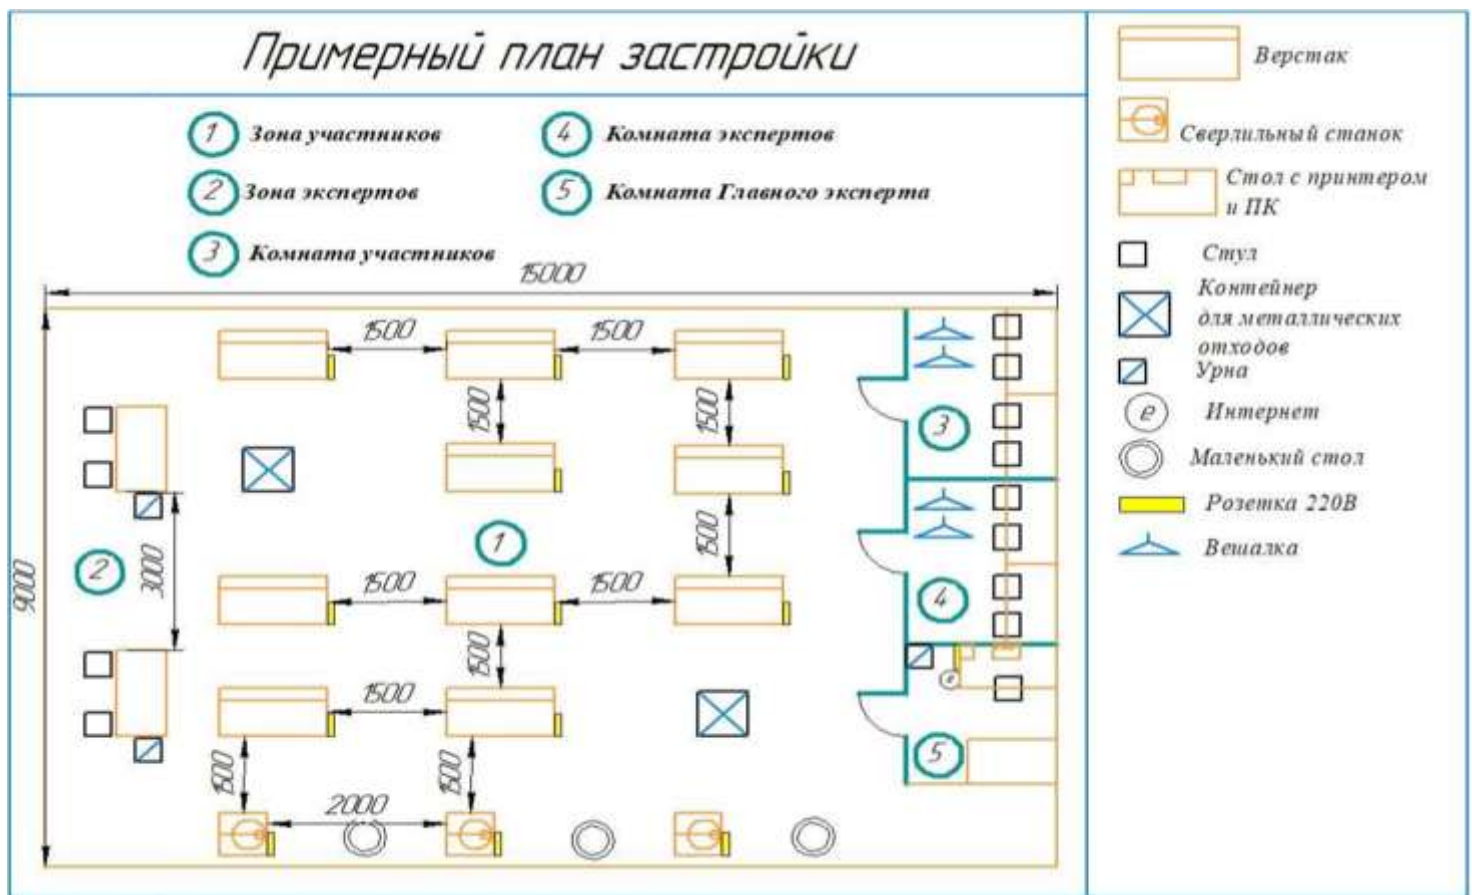 Примерный план застройки
1 Зона участников
4 Комната экспертов
2 Зона экспертов
5 Комната Главного эксперта
3 Комната участников
15000
1500 1500
1500 1500
3
1500
1
9000
2
3000
1500 1500
4
1500
1500
e
5
1500 1500
2000
Верстак
Сверлильный станок
Стол с принтером
и ПК
Стул
Контейнер
для металлических
отходов
Урна
e Интернет
Маленький стол
Розетка 220В
Вешалка